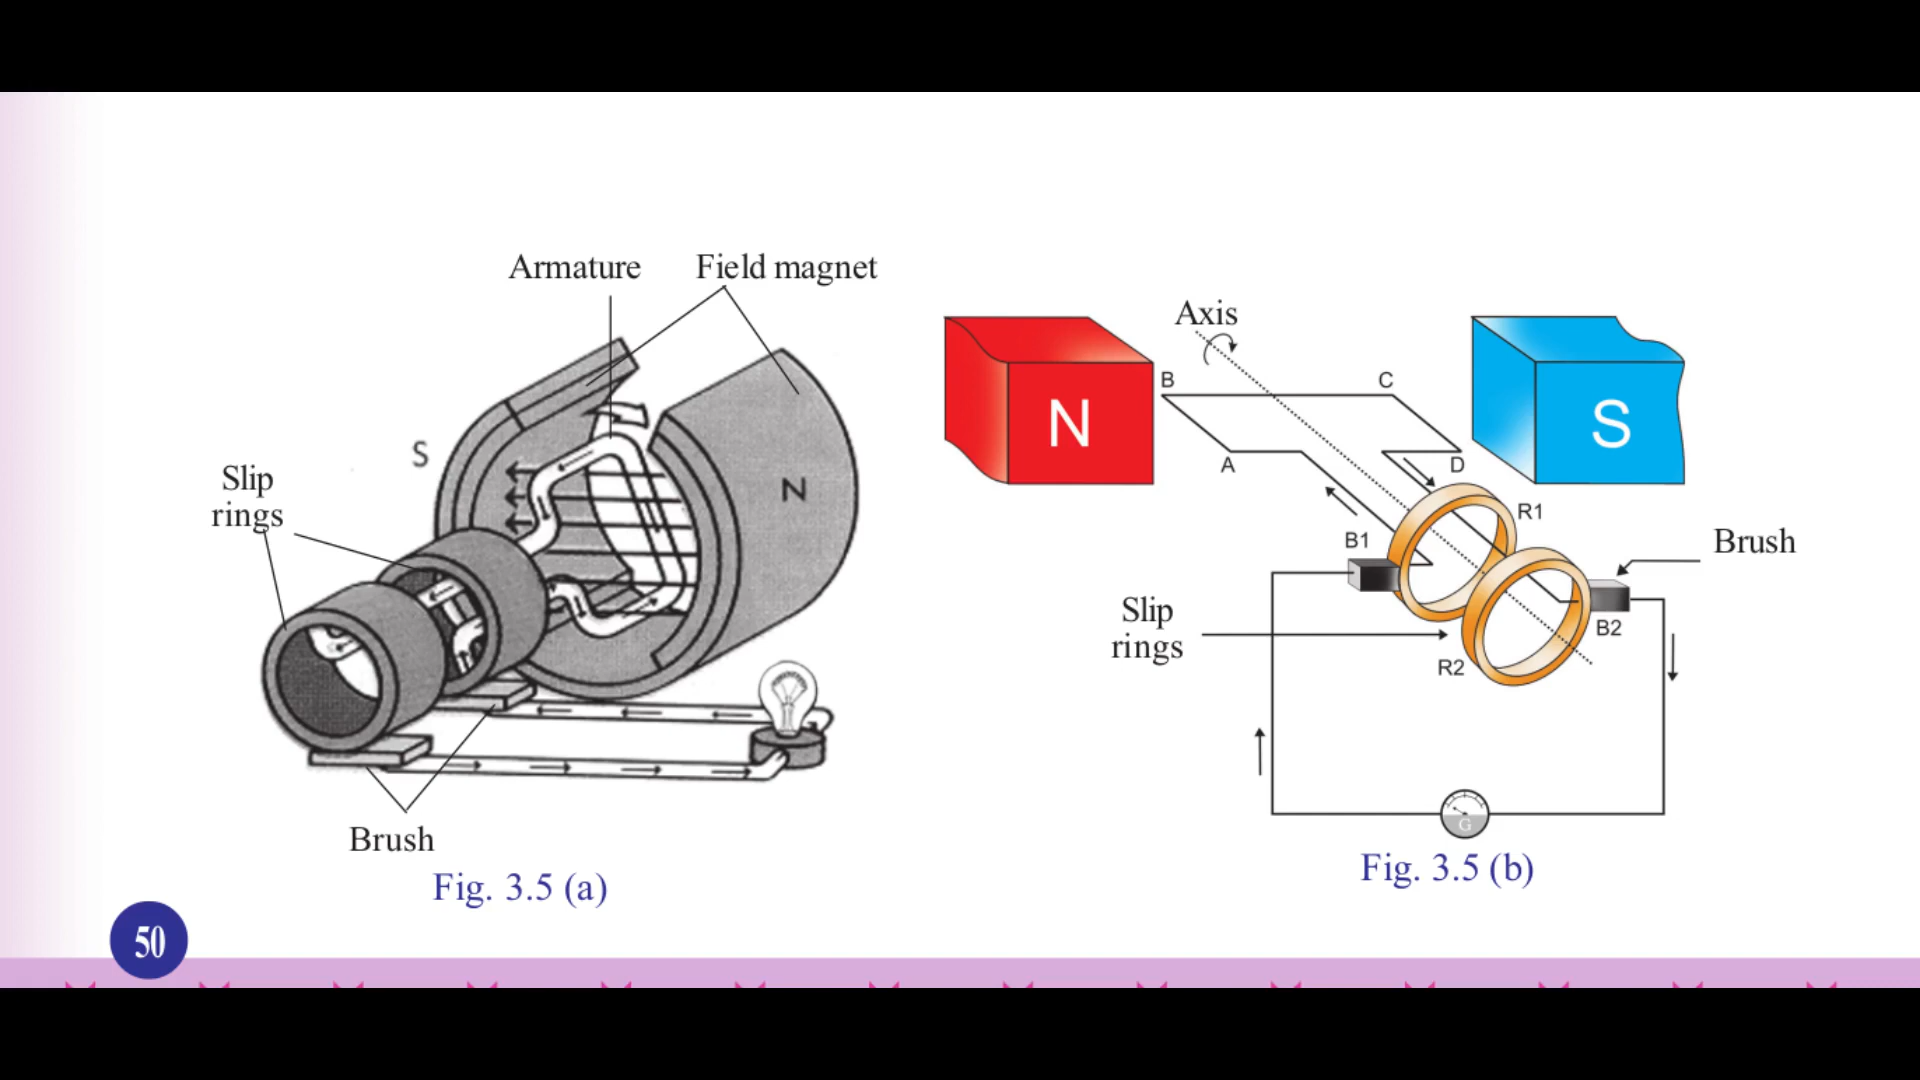 Armature
Field magnet
S
N
Slip
rings
Brush
Fig. 3.5 (a)
Axis
N
S
B
C
A
D
R1
B1
Brush
Slip
rings
B2
R2
G
Fig. 3.5 (b)
50